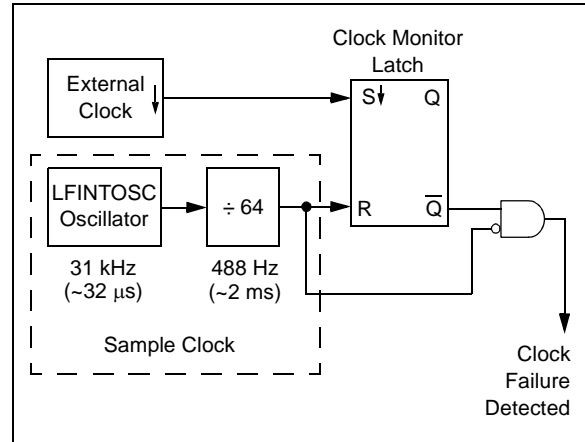 Clock Monitor
Latch
External
Clock
S
Q
LFINTOSC
Oscillator
÷ 64
R
Q̅
31 kHz
(~32 μs)
488 Hz
(~2 ms)
Sample Clock
Clock
Failure
Detected